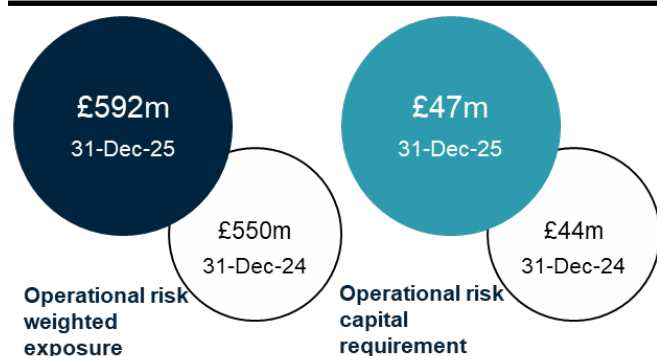 £592m
31-Dec-25
£550m
31-Dec-24
Operational risk
weighted
exposure
£47m
31-Dec-25
£44m
31-Dec-24
Operational risk
capital
requirement